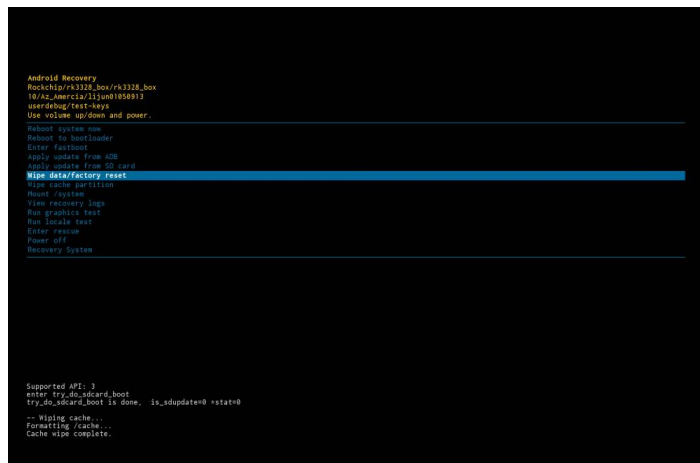 Android Recovery
Rockchip/rk3328_box/rk3328_box
10/Az_Amercia/lijun01050913
userdebug/test-keys
Use volume up/down and power.
Reboot system now
Reboot to bootloader
Enter fastboot
Apply update from ADB
Apply update from SD card
Wipe data/factory reset
Wipe cache partition
Mount /system
View recovery logs
Run graphics test
Run locale test
Enter rescue
Power off
Recovery System
Supported API: 3
enter try_do_sdcard_boot
try_do_sdcard_boot is done, is_sdupdate=0 *stat=0
-- Wiping cache...
Formatting /cache...
Cache wipe complete.